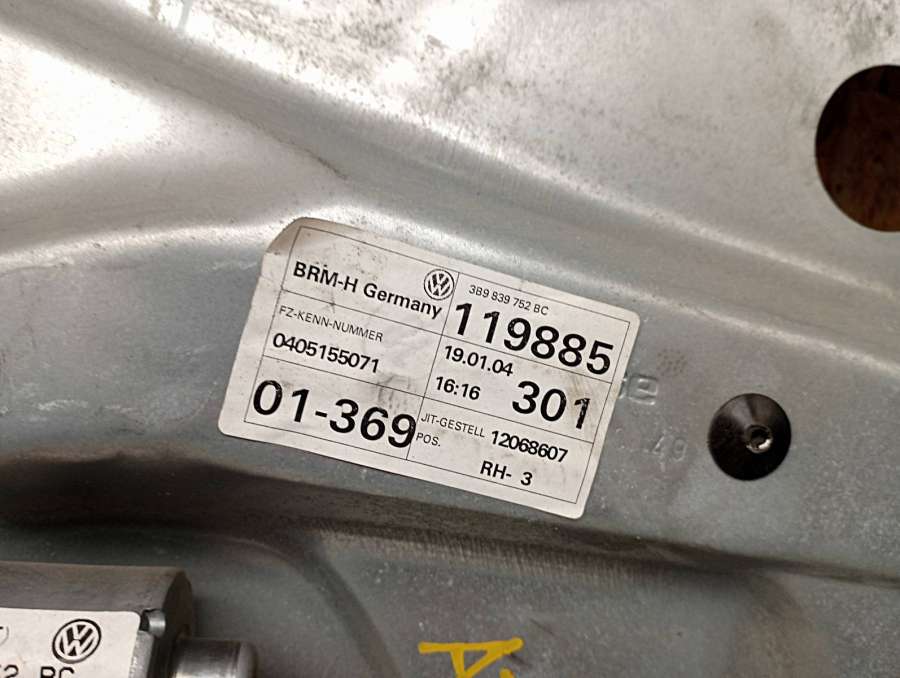 BRM-H Germany
3B9 839 752 BC
119885
FZ-KENN-NUMMER
0405155071
19.01.04
16:16
301
01-369
JIT-GESTELL 12068607
POS.
RH- 3
BC